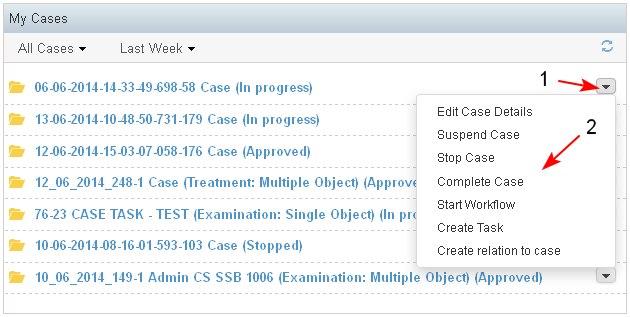 My Cases
All Cases Last Week
06-06-2014-14-33-49-698-58 Case (In progress)
1
13-06-2014-10-48-50-731-179 Case (In progress)
12-06-2014-15-03-07-058-176 Case (Approved)
12_06_2014_248-1 Case (Treatment: Multiple Object) (Approve
76-23 CASE TASK - TEST (Examination: Single Object) (In pro
10-06-2014-08-16-01-593-103 Case (Stopped)
10_06_2014_149-1 Admin CS SSB 1006 (Examination: Multiple Object) (Approved)
Edit Case Details
Suspend Case
2
Stop Case
Complete Case
Start Workflow
Create Task
Create relation to case